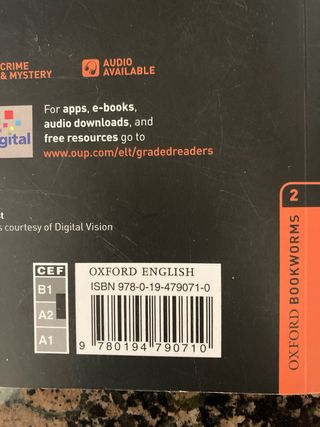 CRIME
& MYSTERY
AUDIO
AVAILABLE
gital
For apps, e-books,
audio downloads, and
free resources go to
www.oup.com/elt/gradedreaders
st
s courtesy of Digital Vision
CEF
B1
A2
A1
OXFORD ENGLISH
ISBN 978-0-19-479071-0
9 780194 790710
2
OXFORD BOOKWORMS